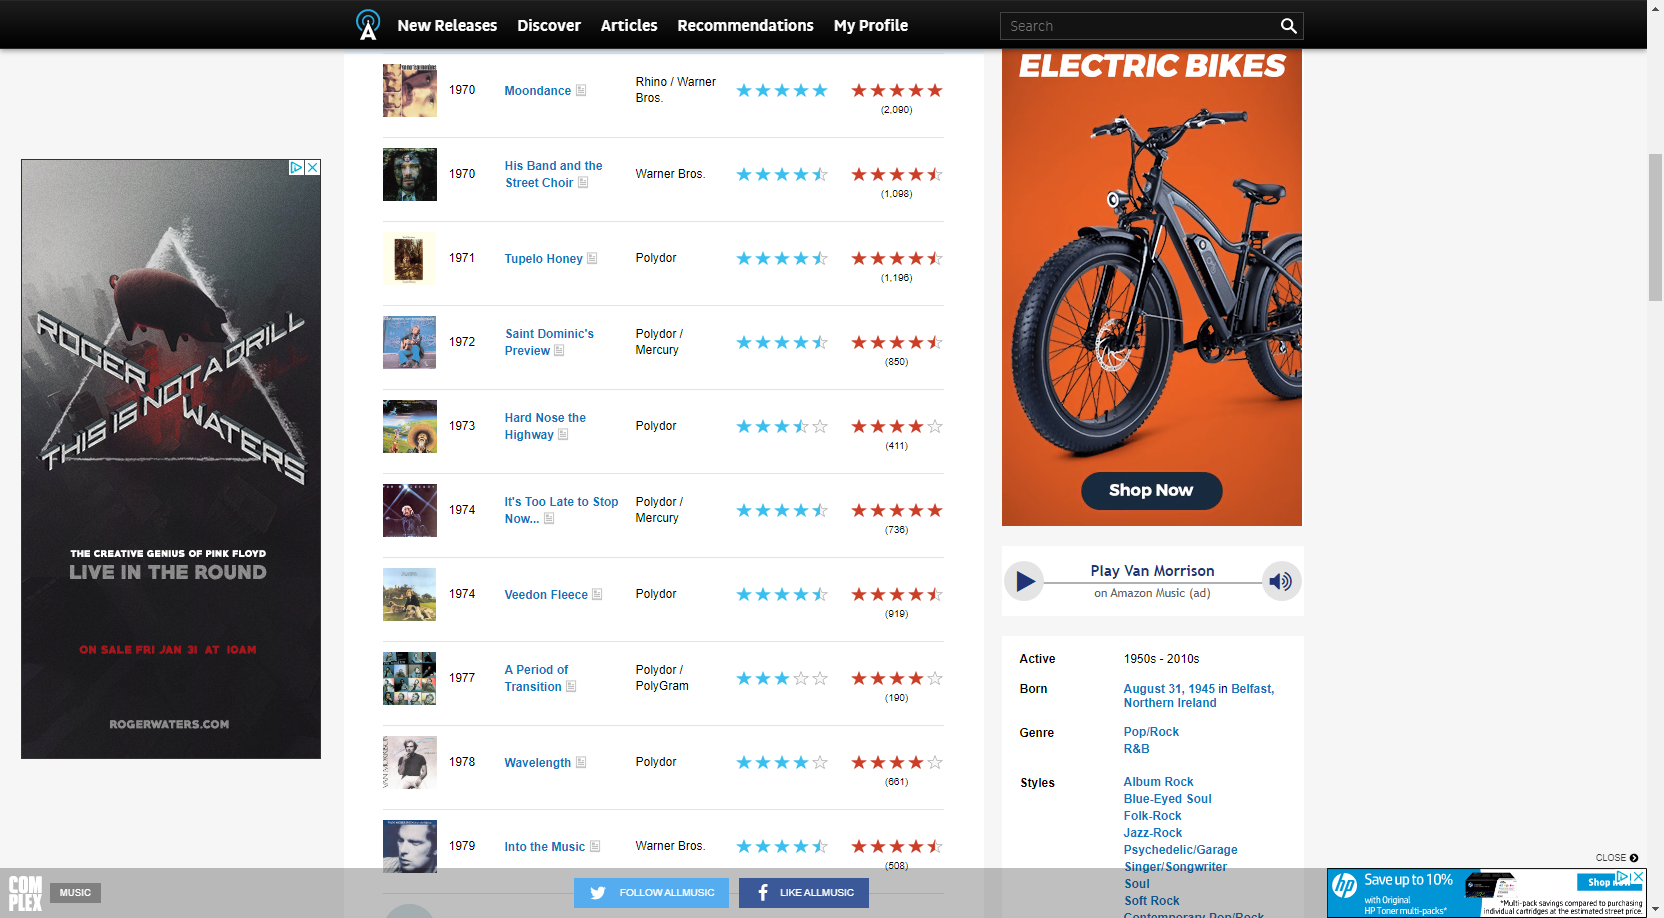 New Releases
Discover
Articles
Recommendations
My Profile
Search
1970
Moondance
Rhino / Warner
Bros.
(2,090)
1970
His Band and the
Street Choir
Warner Bros.
(1,098)
1971
Tupelo Honey
Polydor
(1,196)
1972
Saint Dominic's
Preview
Polydor /
Mercury
(850)
1973
Hard Nose the
Highway
Polydor
(411)
1974
It's Too Late to Stop
Now...
Polydor /
Mercury
(736)
1974
Veedon Fleece
Polydor
(919)
1977
A Period of
Transition
Polydor /
PolyGram
(190)
1978
Wavelength
Polydor
(661)
1979
Into the Music
Warner Bros.
(508)
ROGER
THIS IS NOT A DRILL
WATERS
THE CREATIVE GENIUS OF PINK FLOYD
LIVE IN THE ROUND
ON SALE FRI JAN 31 AT 10AM
ROGERWATERS.COM
ELECTRIC BIKES
Shop Now
Play Van Morrison
on Amazon Music (ad)
Active
1950s - 2010s
Born
August 31, 1945 in Belfast,
Northern Ireland
Genre
Pop/Rock
R&B
Styles
Album Rock
Blue-Eyed Soul
Folk-Rock
Jazz-Rock
Psychedelic/Garage
Singer/Songwriter
Soul
Soft Rock
Contemporary Pop/Rock
COMPLEX
MUSIC
FOLLOW ALLMUSIC
LIKE ALLMUSIC
CLOSE
hp
Save up to 10%
with Original
HP Toner multi-packs*
Shop Now
*Multi-pack savings compared to purchasing
individual cartridges at the estimated street price.